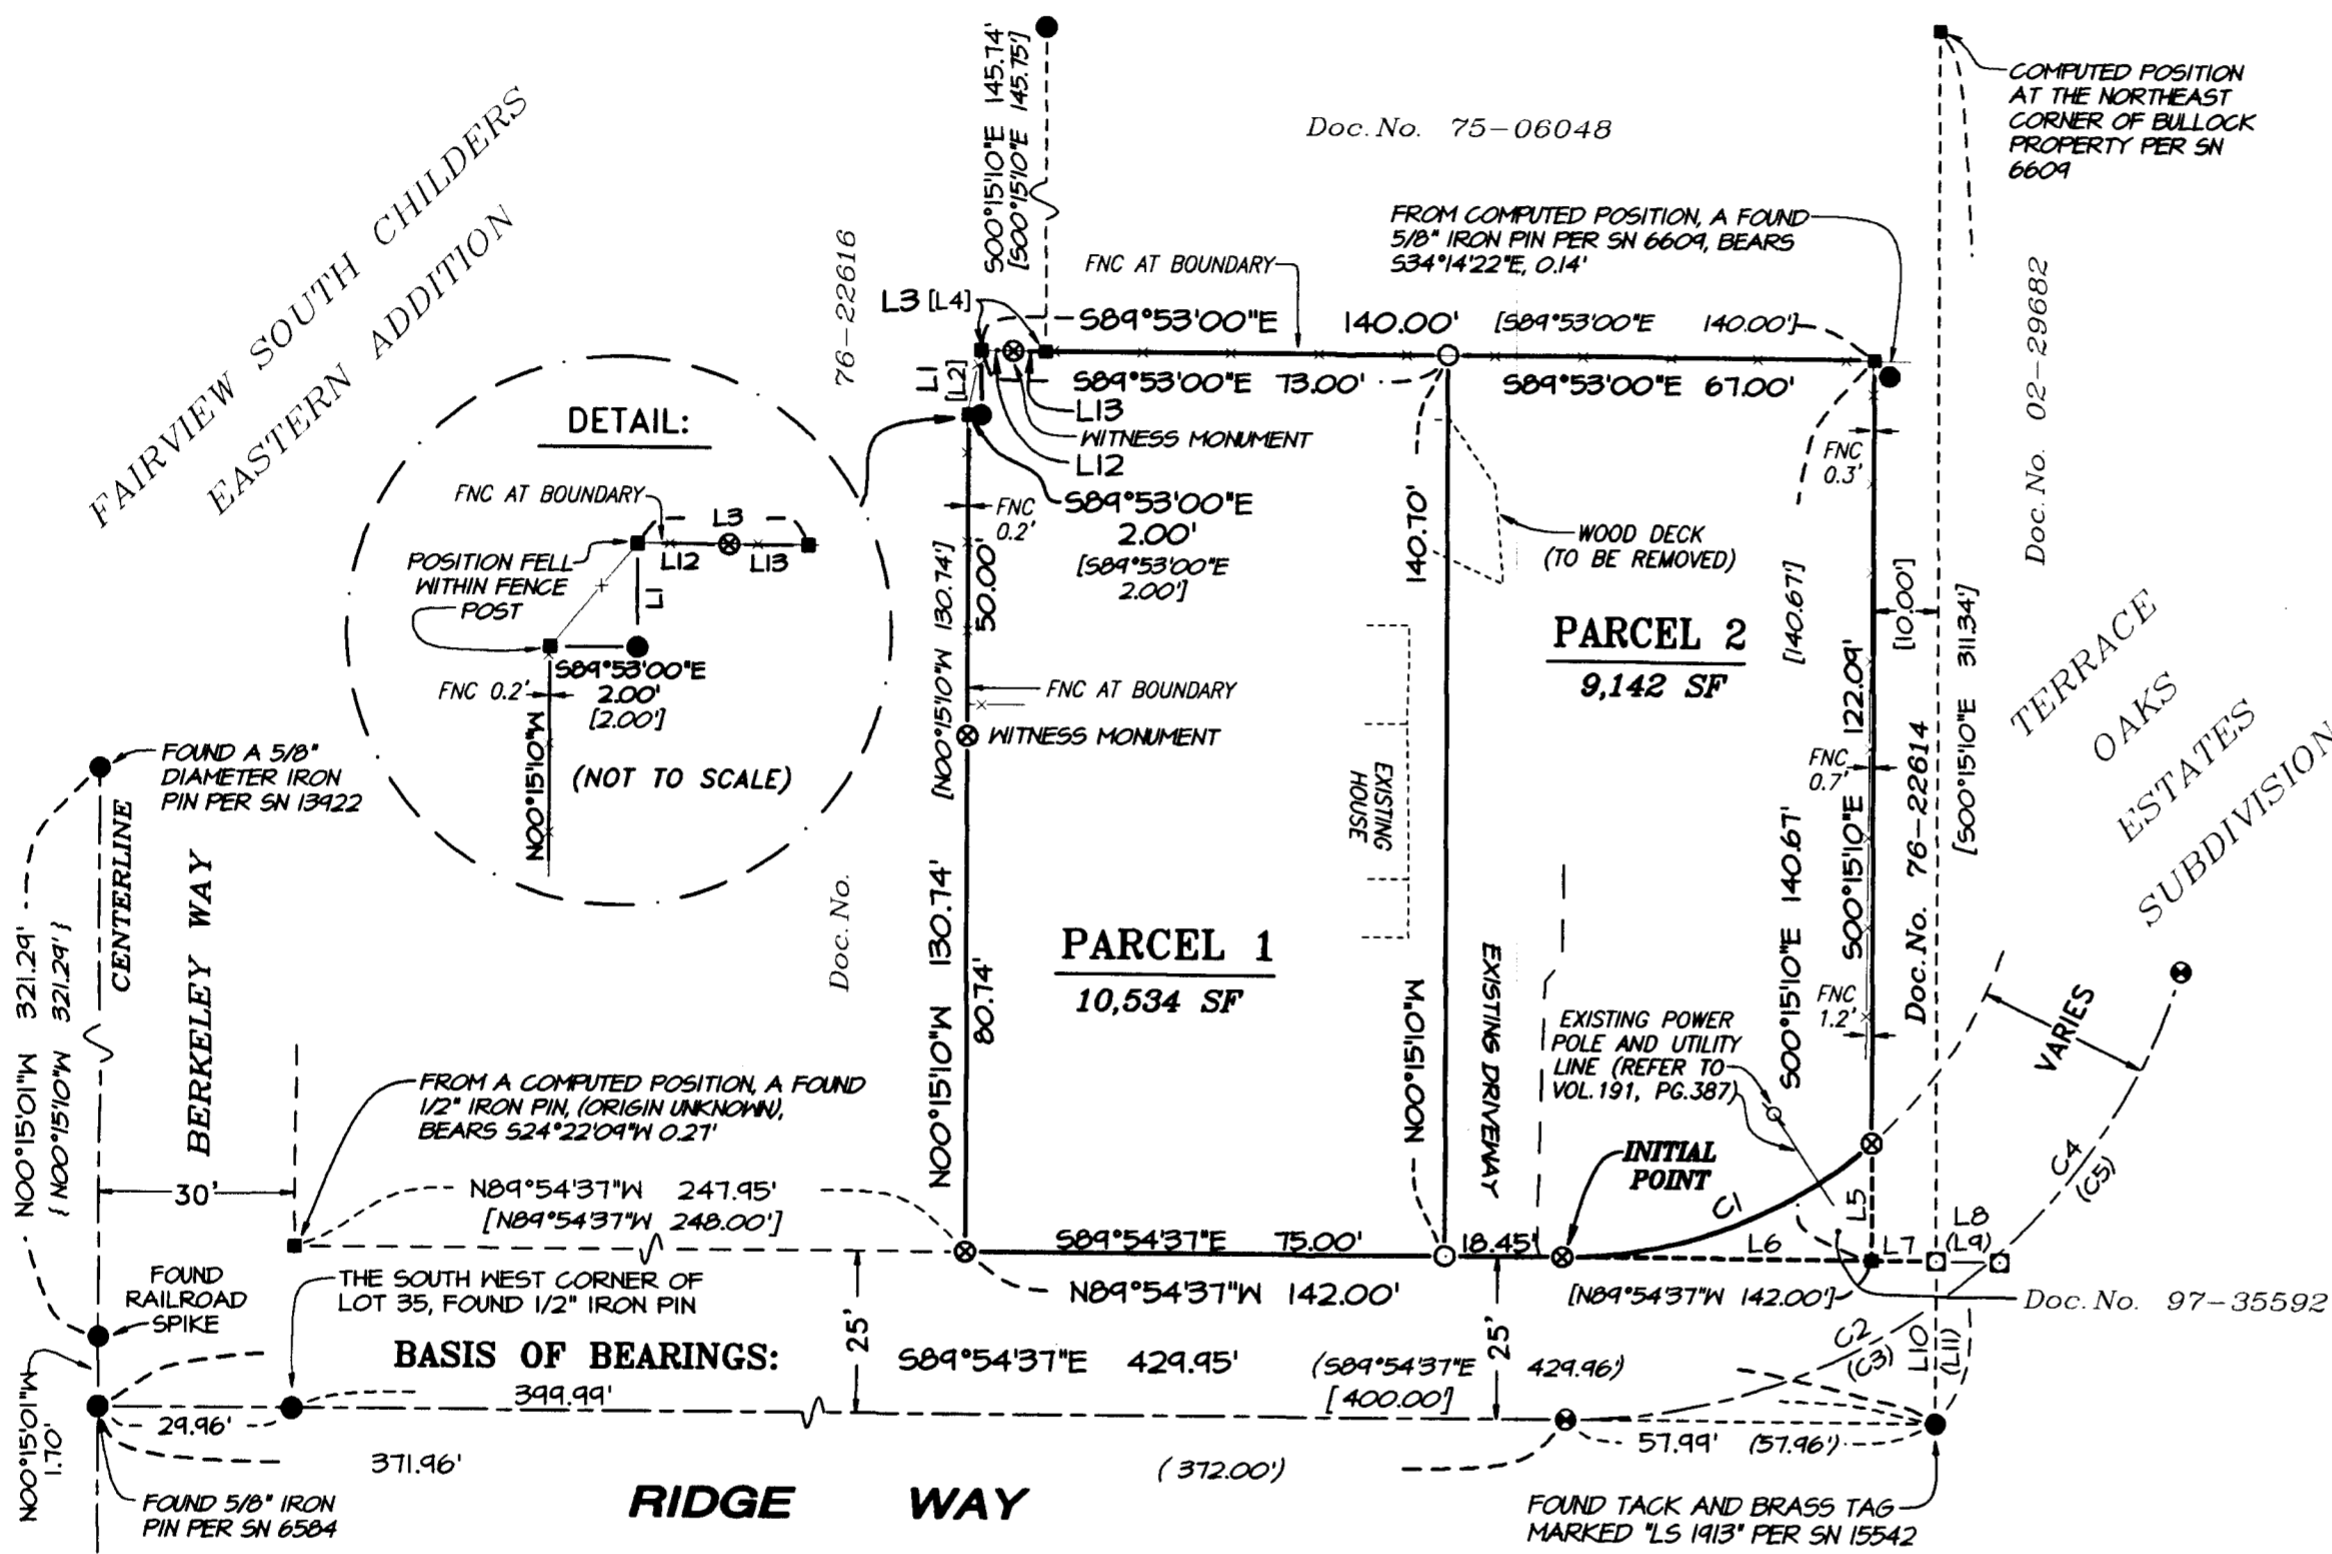 S00°15'10"E 145.74'
[S00°15'10"E 145.75']
Doc.No. 75-06048
COMPUTED POSITION
AT THE NORTHEAST
CORNER OF BULLOCK
PROPERTY PER SN
6609
FAIRVIEW SOUTH CHILDERS
EASTERN ADDITION
76-22616
FROM COMPUTED POSITION, A FOUND
5/8" IRON PIN PER SN 6609, BEARS
S34°14'22"E, 0.14'
FNC AT BOUNDARY
L3 [L4]
S89°53'00"E 140.00' [S89°53'00"E 140.00']
L1
[L2]
S89°53'00"E 73.00'
S89°53'00"E 67.00'
L13
WITNESS MONUMENT
L12
S89°53'00"E
2.00'
[S89°53'00"E
2.00']
FNC
0.2'
FNC
0.3'
Doc.No. 02-29682
DETAIL:
FNC AT BOUNDARY
L3
POSITION FELL
WITHIN FENCE
POST
L12 L13
L1
S89°53'00"E
2.00'
[2.00']
FNC 0.2'
N00°15'10"W
(NOT TO SCALE)
[N00°15'10"W 130.74']
50.00'
140.70'
WOOD DECK
(TO BE REMOVED)
PARCEL 2
9,142 SF
[140.67']
[10.00']
S00°15'10"E 122.09'
[S00°15'10"E 31.34']
TERRACE
OAKS
ESTATES
SUBDIVISION
FNC AT BOUNDARY
WITNESS MONUMENT
FNC
0.7'
Doc.No. 76-22614
FOUND A 5/8"
DIAMETER IRON
PIN PER SN 13922
CENTERLINE
BERKELEY WAY
N00°15'01"W 321.29'
{ N00°15'10"W 321.29' }
Doc.No.
EXISTING
HOUSE
PARCEL 1
10,534 SF
N00°15'10"W 130.74'
80.74'
N00°15'10"W
EXISTING DRIVEWAY
S00°15'10"E 140.67'
FNC
1.2'
EXISTING POWER
POLE AND UTILITY
LINE (REFER TO
VOL.191, PG.387)
VARIES
FROM A COMPUTED POSITION, A FOUND
1/2" IRON PIN, (ORIGIN UNKNOWN),
BEARS S24°22'09"W 0.27'
INITIAL
POINT
C1
L5
C4
(C5)
30'
N89°54'37"W 247.95'
[N89°54'37"W 248.00']
S89°54'37"E 75.00'
18.45'
L6
L7
L8
(L9)
N89°54'37"W 142.00'
[N89°54'37"W 142.00']
Doc.No. 97-35592
FOUND
RAILROAD
SPIKE
THE SOUTH WEST CORNER OF
LOT 35, FOUND 1/2" IRON PIN
25'
25'
C2
(C3)
L10
(L11)
BASIS OF BEARINGS:
S89°54'37"E 429.95'
(S89°54'37"E 429.96')
399.99'
[400.00']
N00°15'01"W
1.70'
29.96'
57.99' (57.96')
371.96'
(372.00')
RIDGE WAY
FOUND 5/8" IRON
PIN PER SN 6584
FOUND TACK AND BRASS TAG
MARKED "LS 1913" PER SN 15542